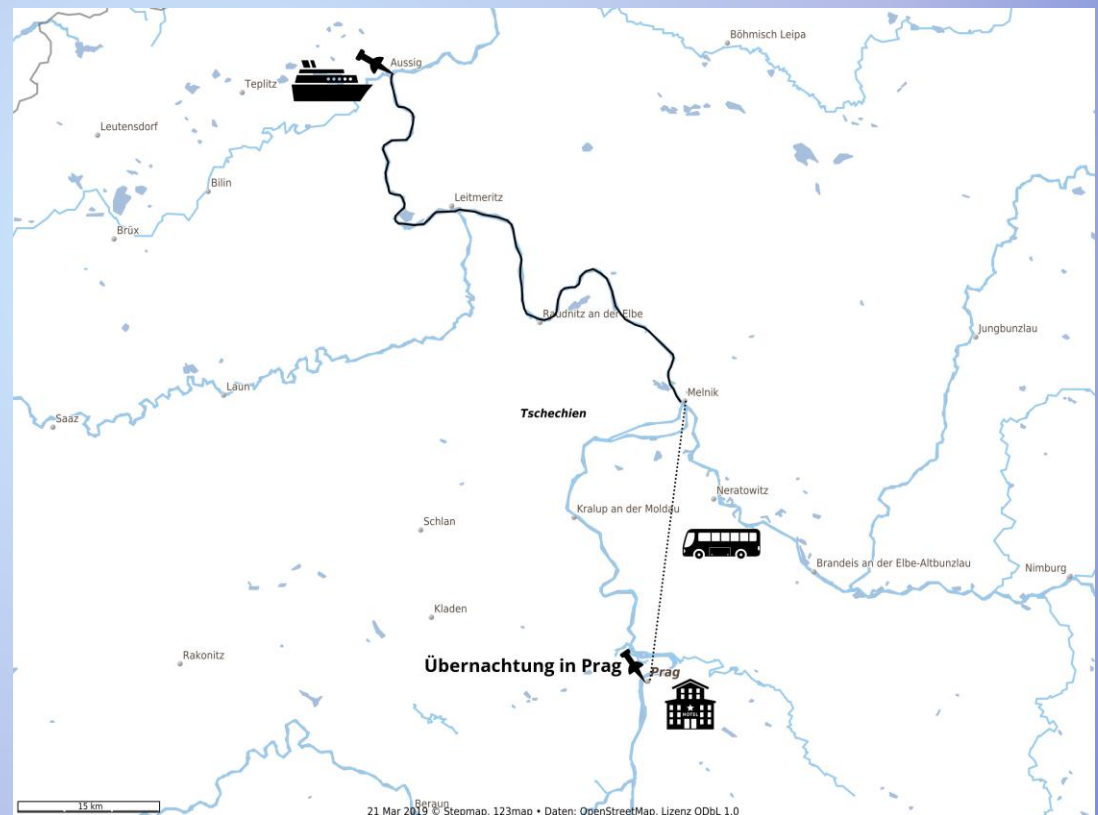 Böhmisch Leipa
Aussig
Teplitz
Leutensdorf
Bilin
Leitmeritz
Brüx
Raudnitz an der Elbe
Jungbunzlau
Laun
Melnik
Saaz
Tschechien
Neratowitz
Kralup an der Moldau
Schlan
Brandeis an der Elbe-Altbunzlau
Nimburg
Kladen
Rakonitz
Übernachtung in Prag
Prag
HOTEL
15 km
Beraun
21 Mar 2019 © Stepmap, 123map • Daten: OpenStreetMap, Lizenz ODbL 1.0